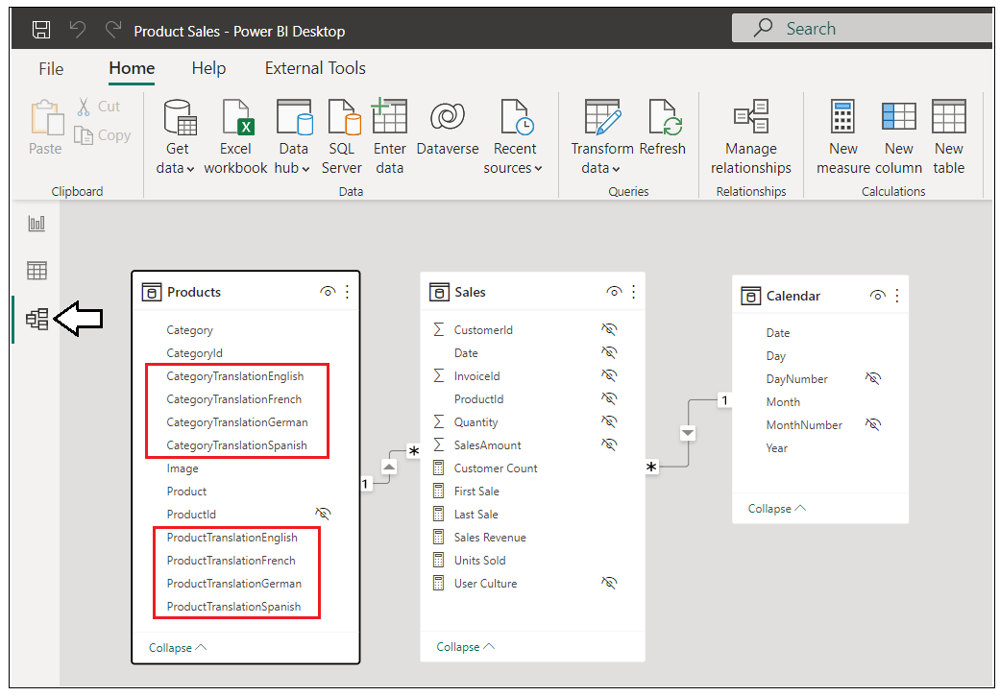 Product Sales - Power BI Desktop
Search
File Home Help External Tools
Paste
Cut
Copy
Get data
Excel workbook
Data hub
SQL Server
Enter data
Dataverse
Recent sources
Transform data
Refresh
Manage relationships
New measure
New column
New table
Clipboard
Data
Queries
Relationships
Calculations
Products
Category
CategoryId
CategoryTranslationEnglish
CategoryTranslationFrench
CategoryTranslationGerman
CategoryTranslationSpanish
Image
Product
ProductId
ProductTranslationEnglish
ProductTranslationFrench
ProductTranslationGerman
ProductTranslationSpanish
Collapse
1
*
Sales
CustomerId
Date
InvoiceId
ProductId
Quantity
SalesAmount
Customer Count
First Sale
Last Sale
Sales Revenue
Units Sold
User Culture
Collapse
*
1
Calendar
Date
Day
DayNumber
Month
MonthNumber
Year
Collapse